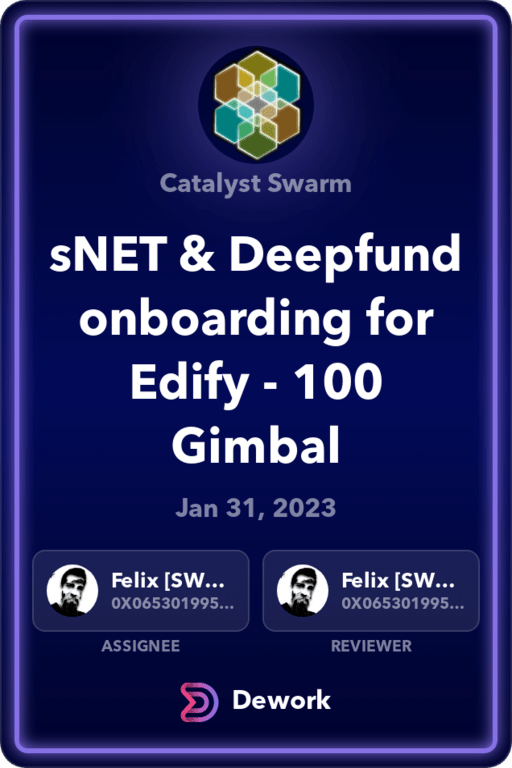 Catalyst Swarm
sNET & Deepfund
onboarding for
Edify - 100
Gimbal
Jan 31, 2023
Felix [SW...
0X065301995...
ASSIGNEE
Felix [SW...
0X065301995...
REVIEWER
Dework